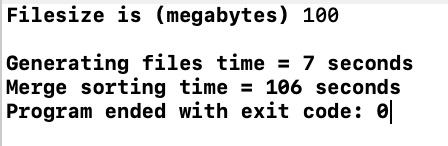 Filesize is (megabytes) 100
Generating files time = 7 seconds
Merge sorting time = 106 seconds
Program ended with exit code: 0